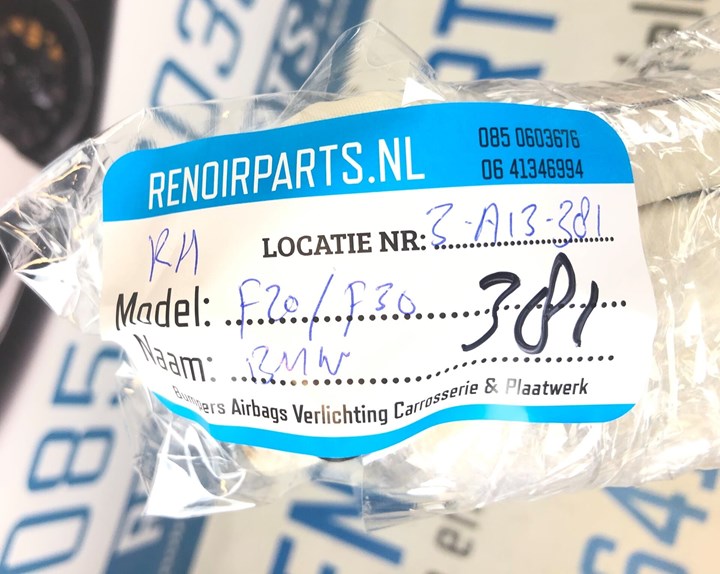 RENOIRPARTS.NL
085 0603676
06 41346994
RH
LOCATIE NR: 3-A13-381
Model: F20/F30
381
Naam: BMW
Bumpers Airbags Verlichting Carrosserie & Plaatwerk
085